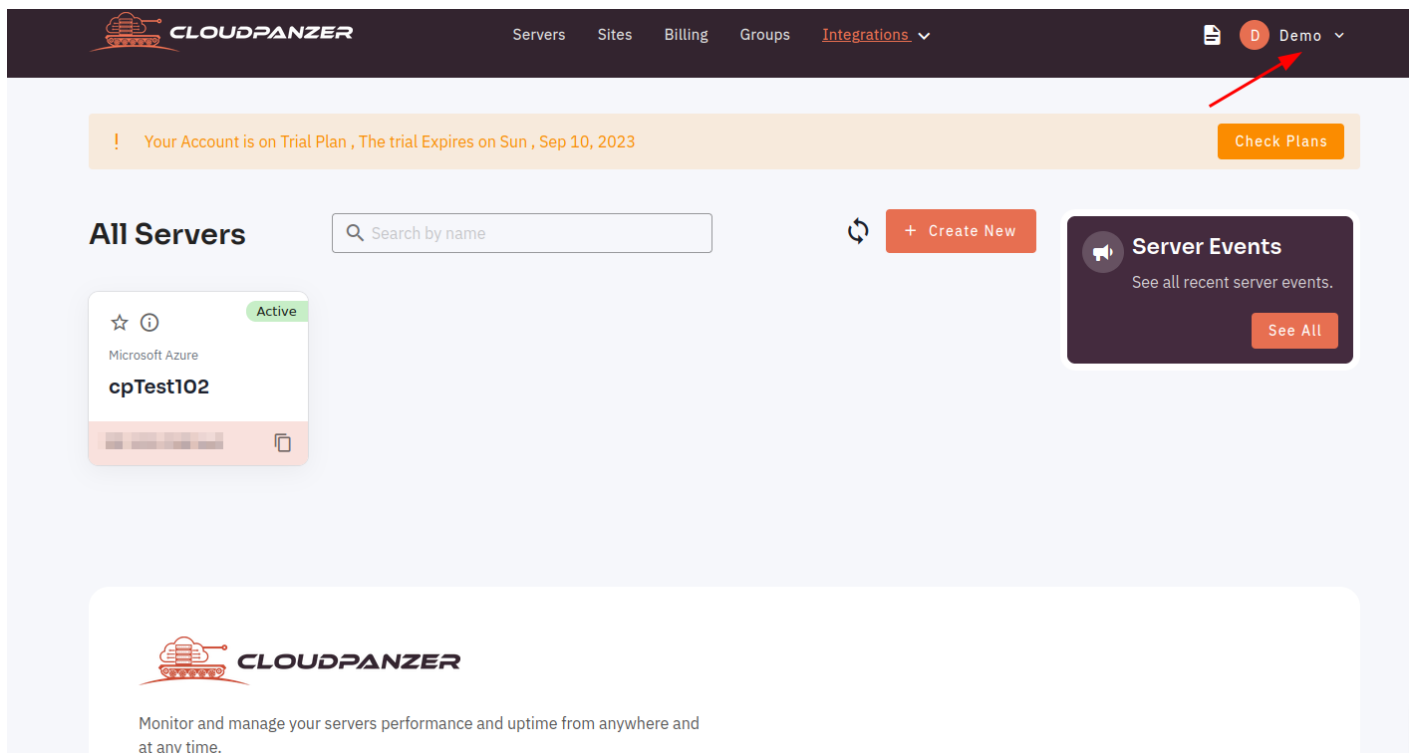 CLOUDPANZER
Servers Sites Billing Groups Integrations
D Demo
! Your Account is on Trial Plan , The trial Expires on Sun , Sep 10, 2023
Check Plans
All Servers
Search by name
+ Create New
Server Events
See all recent server events.
See All
Active
Microsoft Azure
cpTest102
CLOUDPANZER
Monitor and manage your servers performance and uptime from anywhere and
at any time.